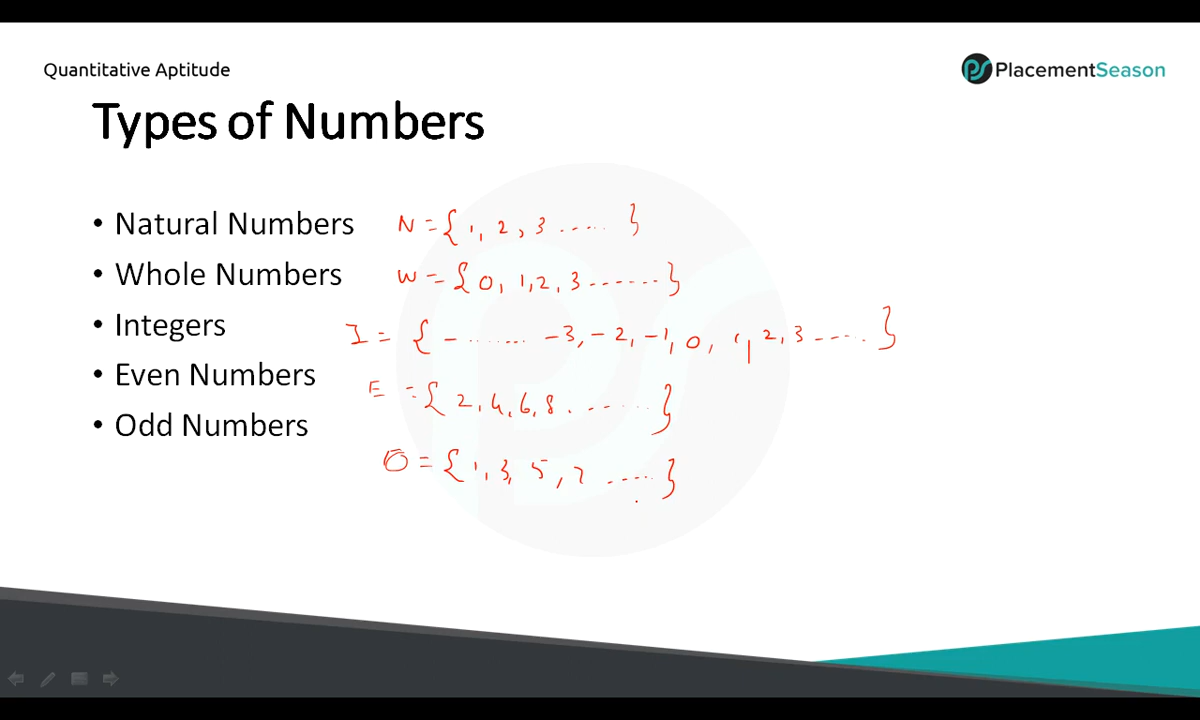 Quantitative Aptitude
PlacementSeason
Types of Numbers
• Natural Numbers N = { 1, 2, 3 ..... }
• Whole Numbers W = { 0, 1, 2, 3 ....... }
• Integers I = { - ....... -3, -2, -1, 0, 1, 2, 3 ..... }
• Even Numbers E = { 2, 4, 6, 8 . ...... }
• Odd Numbers O = { 1, 3, 5, 7 ..... }